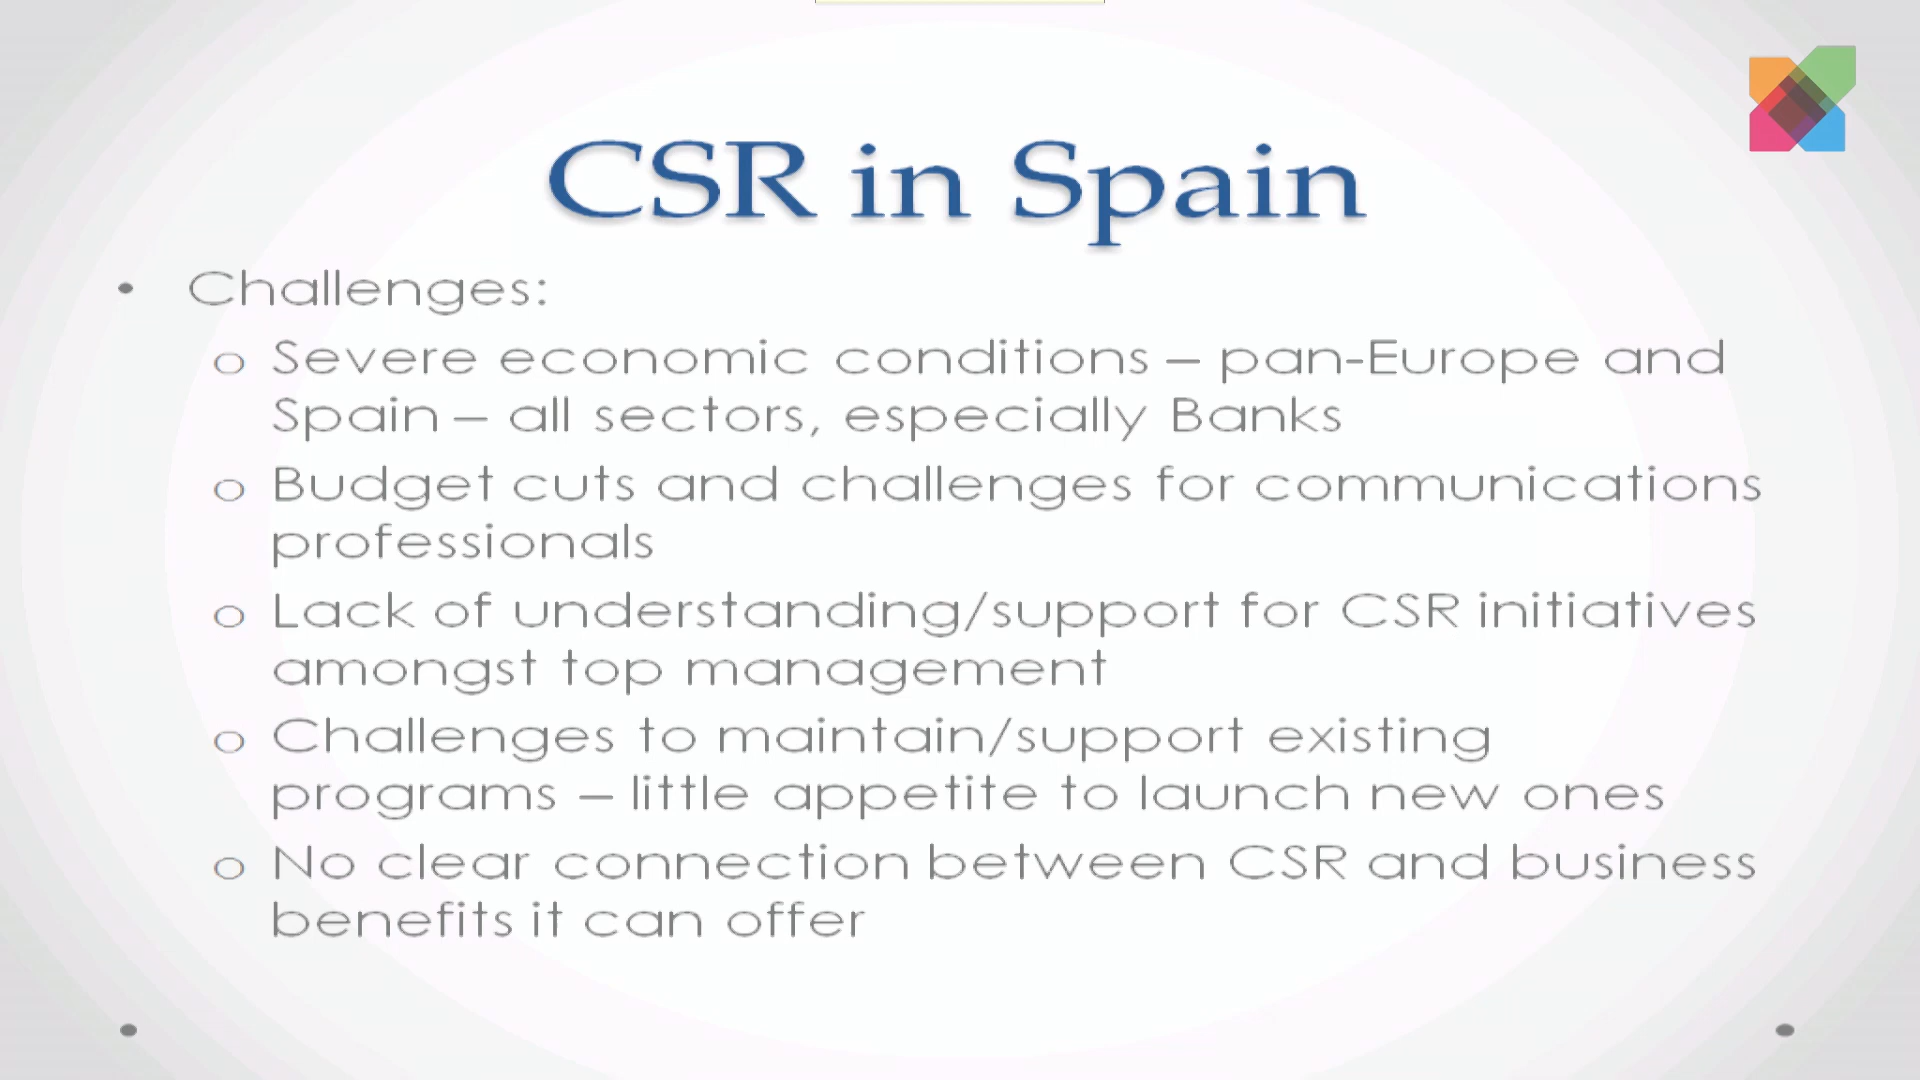 CSR in Spain
• Challenges:
o Severe economic conditions – pan-Europe and
Spain – all sectors, especially Banks
o Budget cuts and challenges for communications
professionals
o Lack of understanding/support for CSR initiatives
amongst top management
o Challenges to maintain/support existing
programs – little appetite to launch new ones
o No clear connection between CSR and business
benefits it can offer